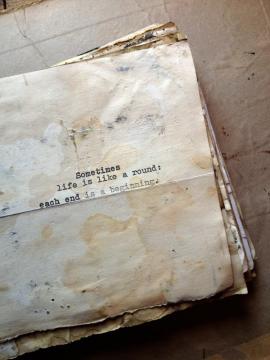 Sometimes
life is like a round:
each end is a beginning.